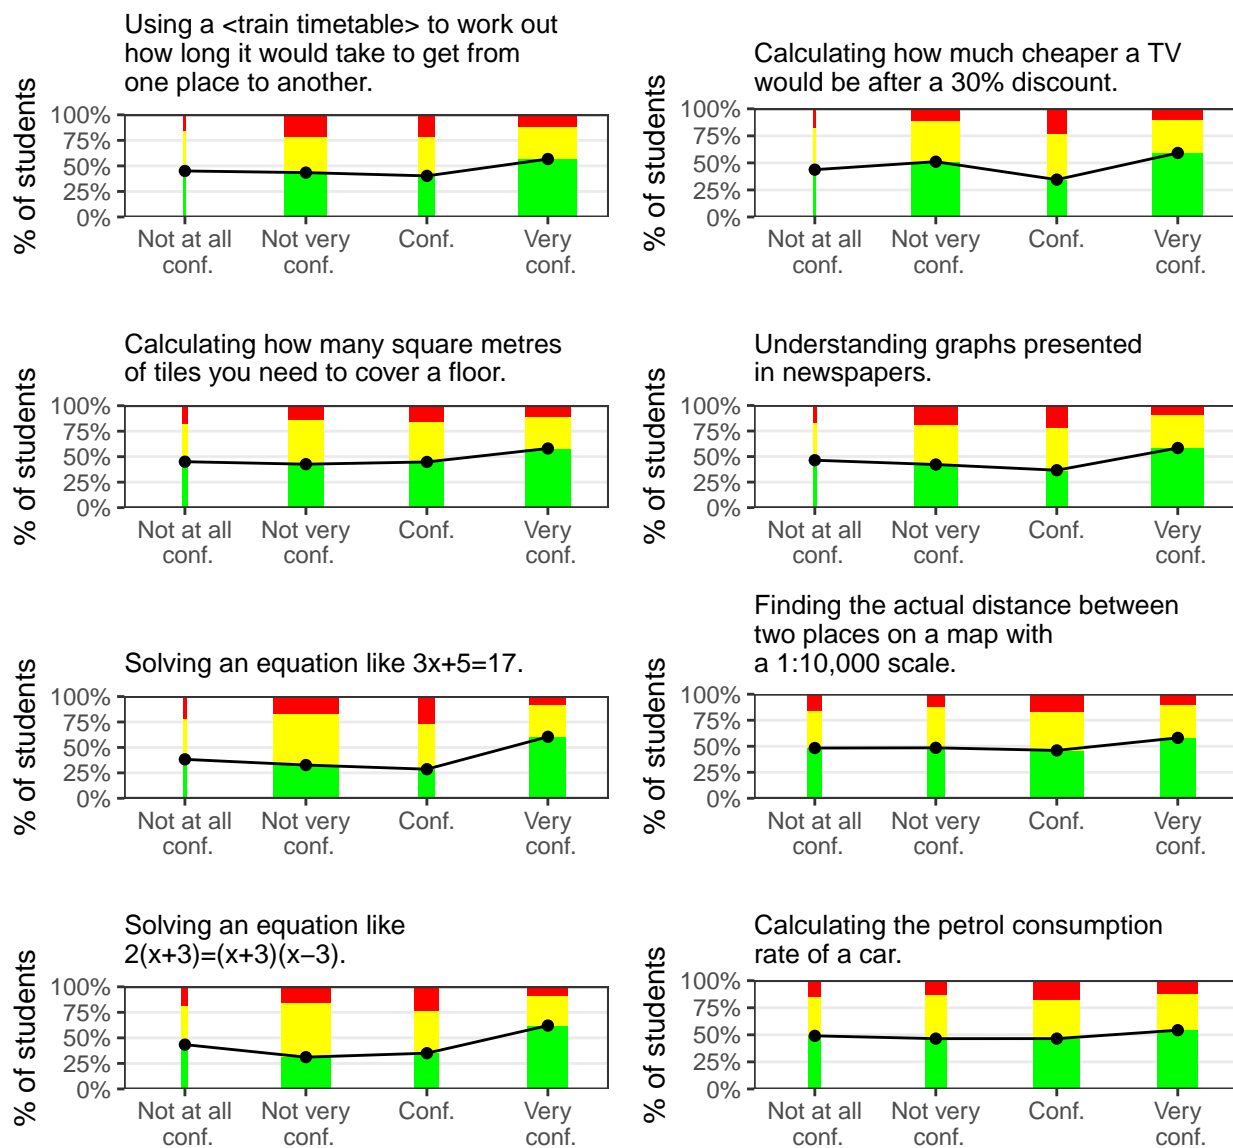 Using a <train timetable> to work out
how long it would take to get from
one place to another.
% of students
100%
75%
50%
25%
0%
Not at all
conf.
Not very
conf.
Conf.
Very
conf.
Calculating how much cheaper a TV
would be after a 30% discount.
% of students
100%
75%
50%
25%
0%
Not at all
conf.
Not very
conf.
Conf.
Very
conf.
Calculating how many square metres
of tiles you need to cover a floor.
% of students
100%
75%
50%
25%
0%
Not at all
conf.
Not very
conf.
Conf.
Very
conf.
Understanding graphs presented
in newspapers.
% of students
100%
75%
50%
25%
0%
Not at all
conf.
Not very
conf.
Conf.
Very
conf.
Solving an equation like 3x+5=17.
% of students
100%
75%
50%
25%
0%
Not at all
conf.
Not very
conf.
Conf.
Very
conf.
Finding the actual distance between
two places on a map with
a 1:10,000 scale.
% of students
100%
75%
50%
25%
0%
Not at all
conf.
Not very
conf.
Conf.
Very
conf.
Solving an equation like
2(x+3)=(x+3)(x−3).
% of students
100%
75%
50%
25%
0%
Not at all
conf.
Not very
conf.
Conf.
Very
conf.
Calculating the petrol consumption
rate of a car.
% of students
100%
75%
50%
25%
0%
Not at all
conf.
Not very
conf.
Conf.
Very
conf.